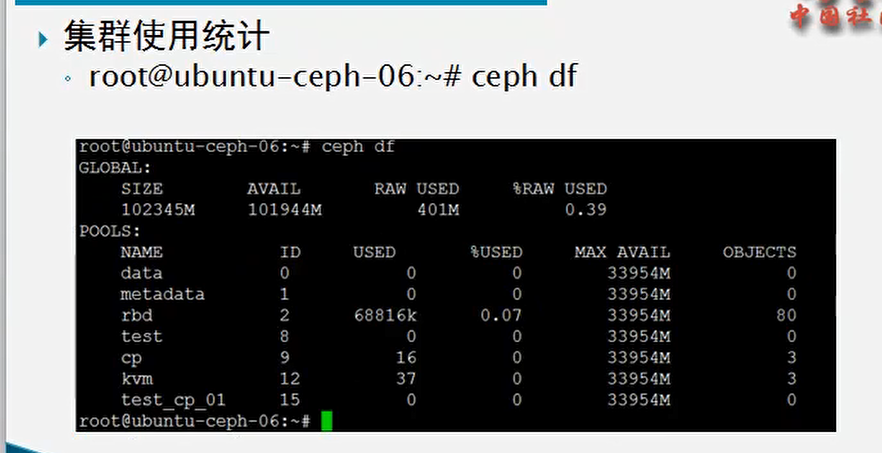 中国社
集群使用统计
root@ubuntu-ceph-06:~# ceph df
root@ubuntu-ceph-06:~# ceph df
GLOBAL:
SIZE AVAIL RAW USED %RAW USED
102345M 101944M 401M 0.39
POOLS:
NAME ID USED %USED MAX AVAIL OBJECTS
data 0 0 0 33954M 0
metadata 1 0 0 33954M 0
rbd 2 68816k 0.07 33954M 80
test 8 0 0 33954M 0
cp 9 16 0 33954M 3
kvm 12 37 0 33954M 3
test_cp_01 15 0 0 33954M 0
root@ubuntu-ceph-06:~#